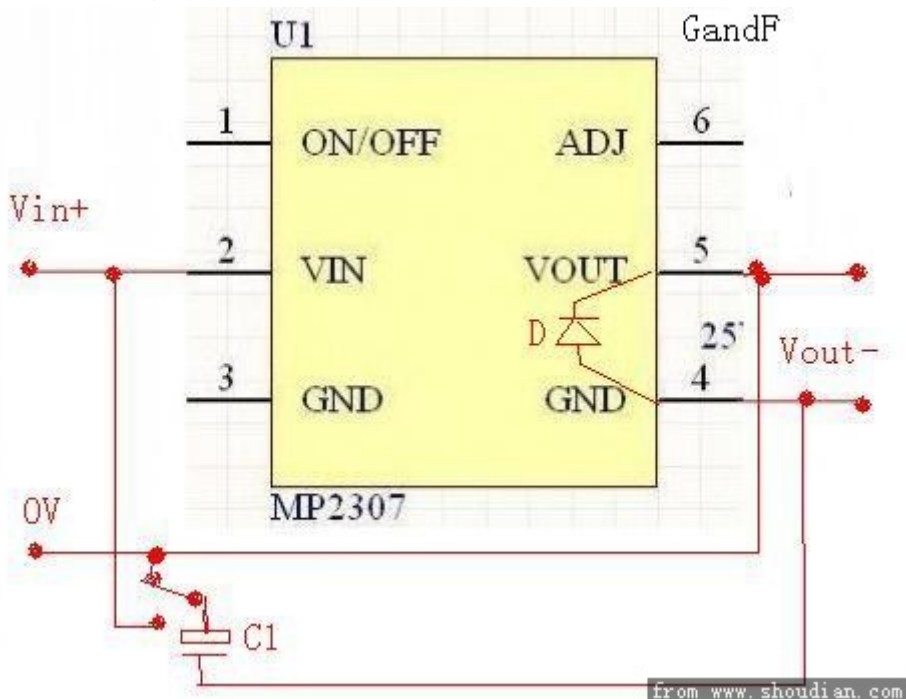 U1
GandF
1
ON/OFF
ADJ
6
Vin+
2
VIN
VOUT
5
D
25
Vout-
3
GND
GND
4
MP2307
0V
C1
from www.shoudian.com